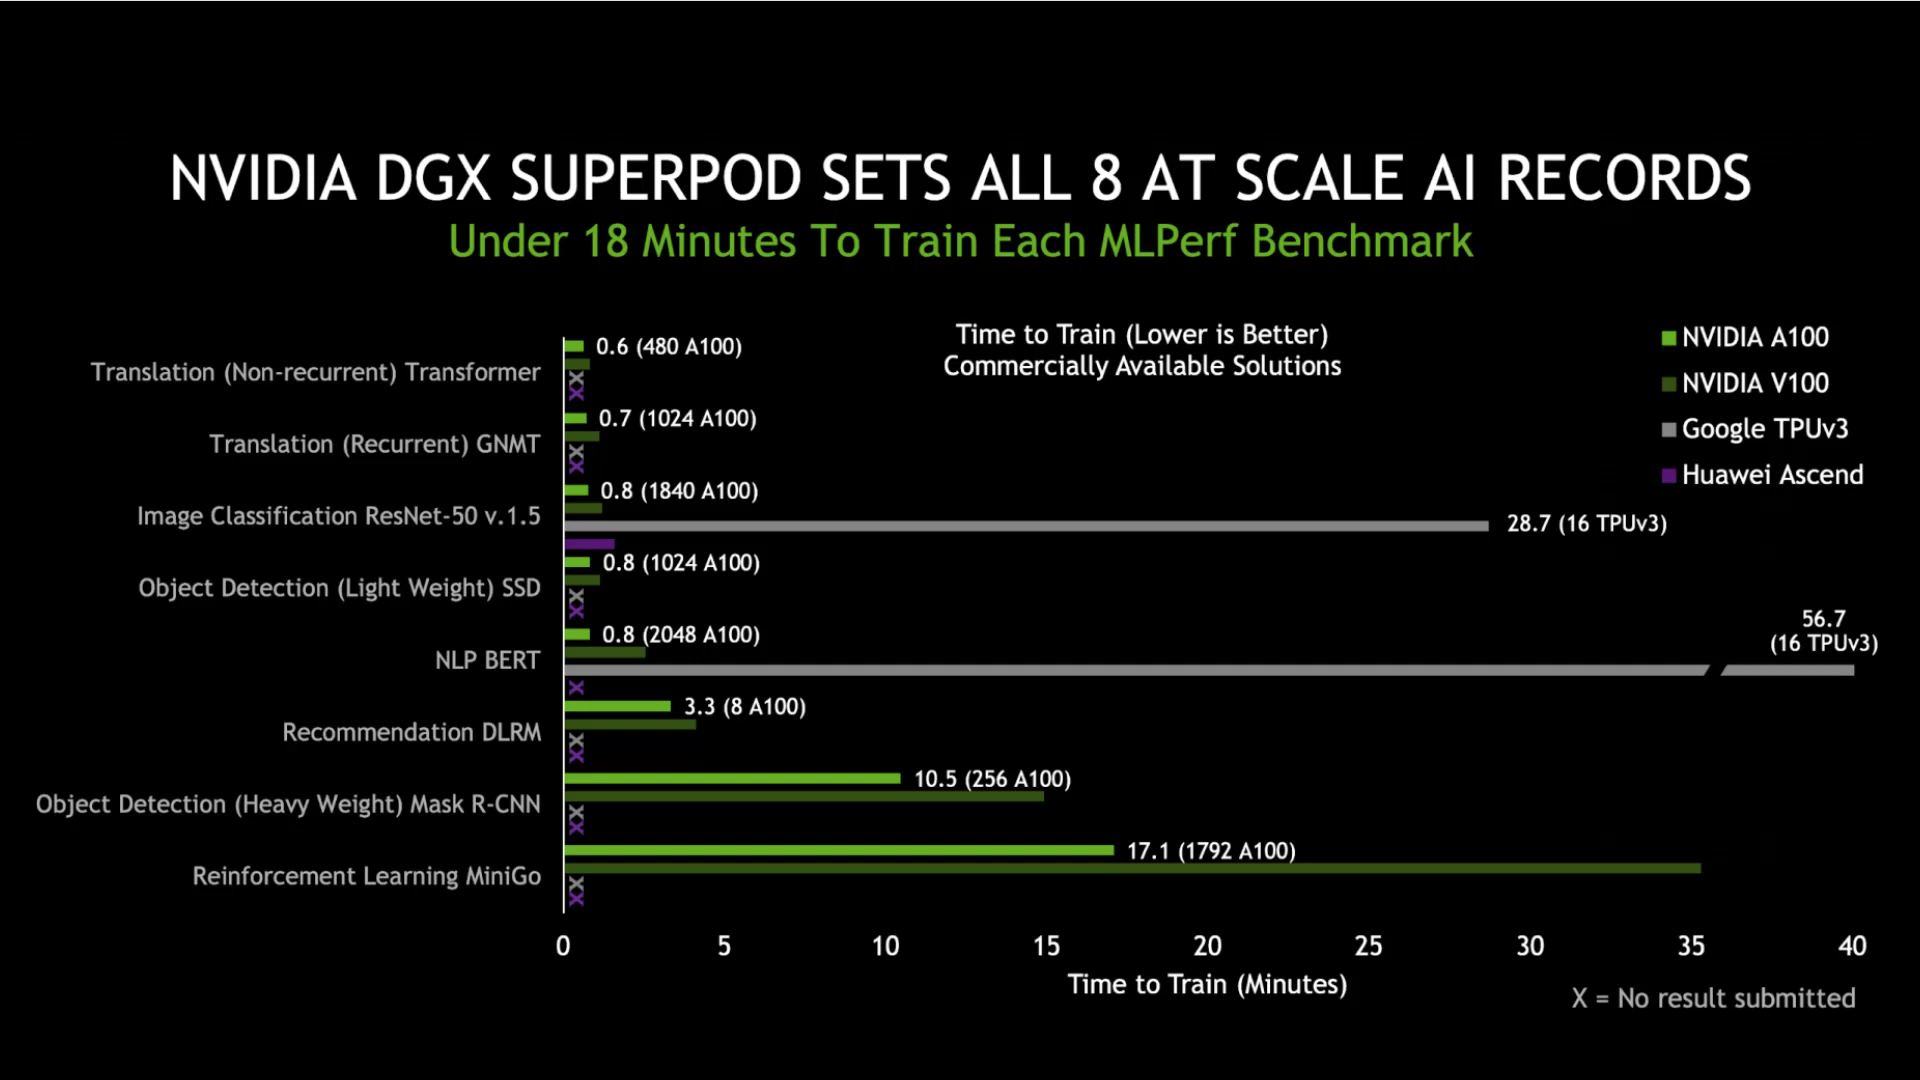 NVIDIA DGX SUPERPOD SETS ALL 8 AT SCALE AI RECORDS
Under 18 Minutes To Train Each MLPerf Benchmark
Time to Train (Lower is Better)
Commercially Available Solutions
NVIDIA A100
NVIDIA V100
Google TPUv3
Huawei Ascend
Translation (Non-recurrent) Transformer
0.6 (480 A100)
X
X
Translation (Recurrent) GNMT
0.7 (1024 A100)
X
X
Image Classification ResNet-50 v.1.5
0.8 (1840 A100)
28.7 (16 TPUv3)
Object Detection (Light Weight) SSD
0.8 (1024 A100)
X
X
NLP BERT
0.8 (2048 A100)
56.7
(16 TPUv3)
X
Recommendation DLRM
3.3 (8 A100)
X
X
Object Detection (Heavy Weight) Mask R-CNN
10.5 (256 A100)
X
X
Reinforcement Learning MiniGo
17.1 (1792 A100)
X
X
0 5 10 15 20 25 30 35 40
Time to Train (Minutes)
X = No result submitted